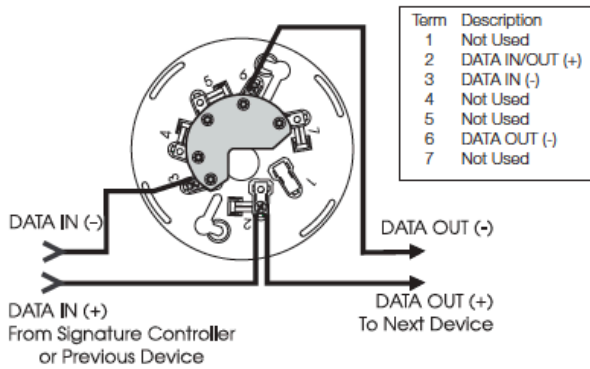 Term Description
1 Not Used
2 DATA IN/OUT (+)
3 DATA IN (-)
4 Not Used
5 Not Used
6 DATA OUT (-)
7 Not Used
6
5
7
4
3
1
2
DATA IN (-)
DATA OUT (-)
DATA IN (+)
From Signature Controller
or Previous Device
DATA OUT (+)
To Next Device